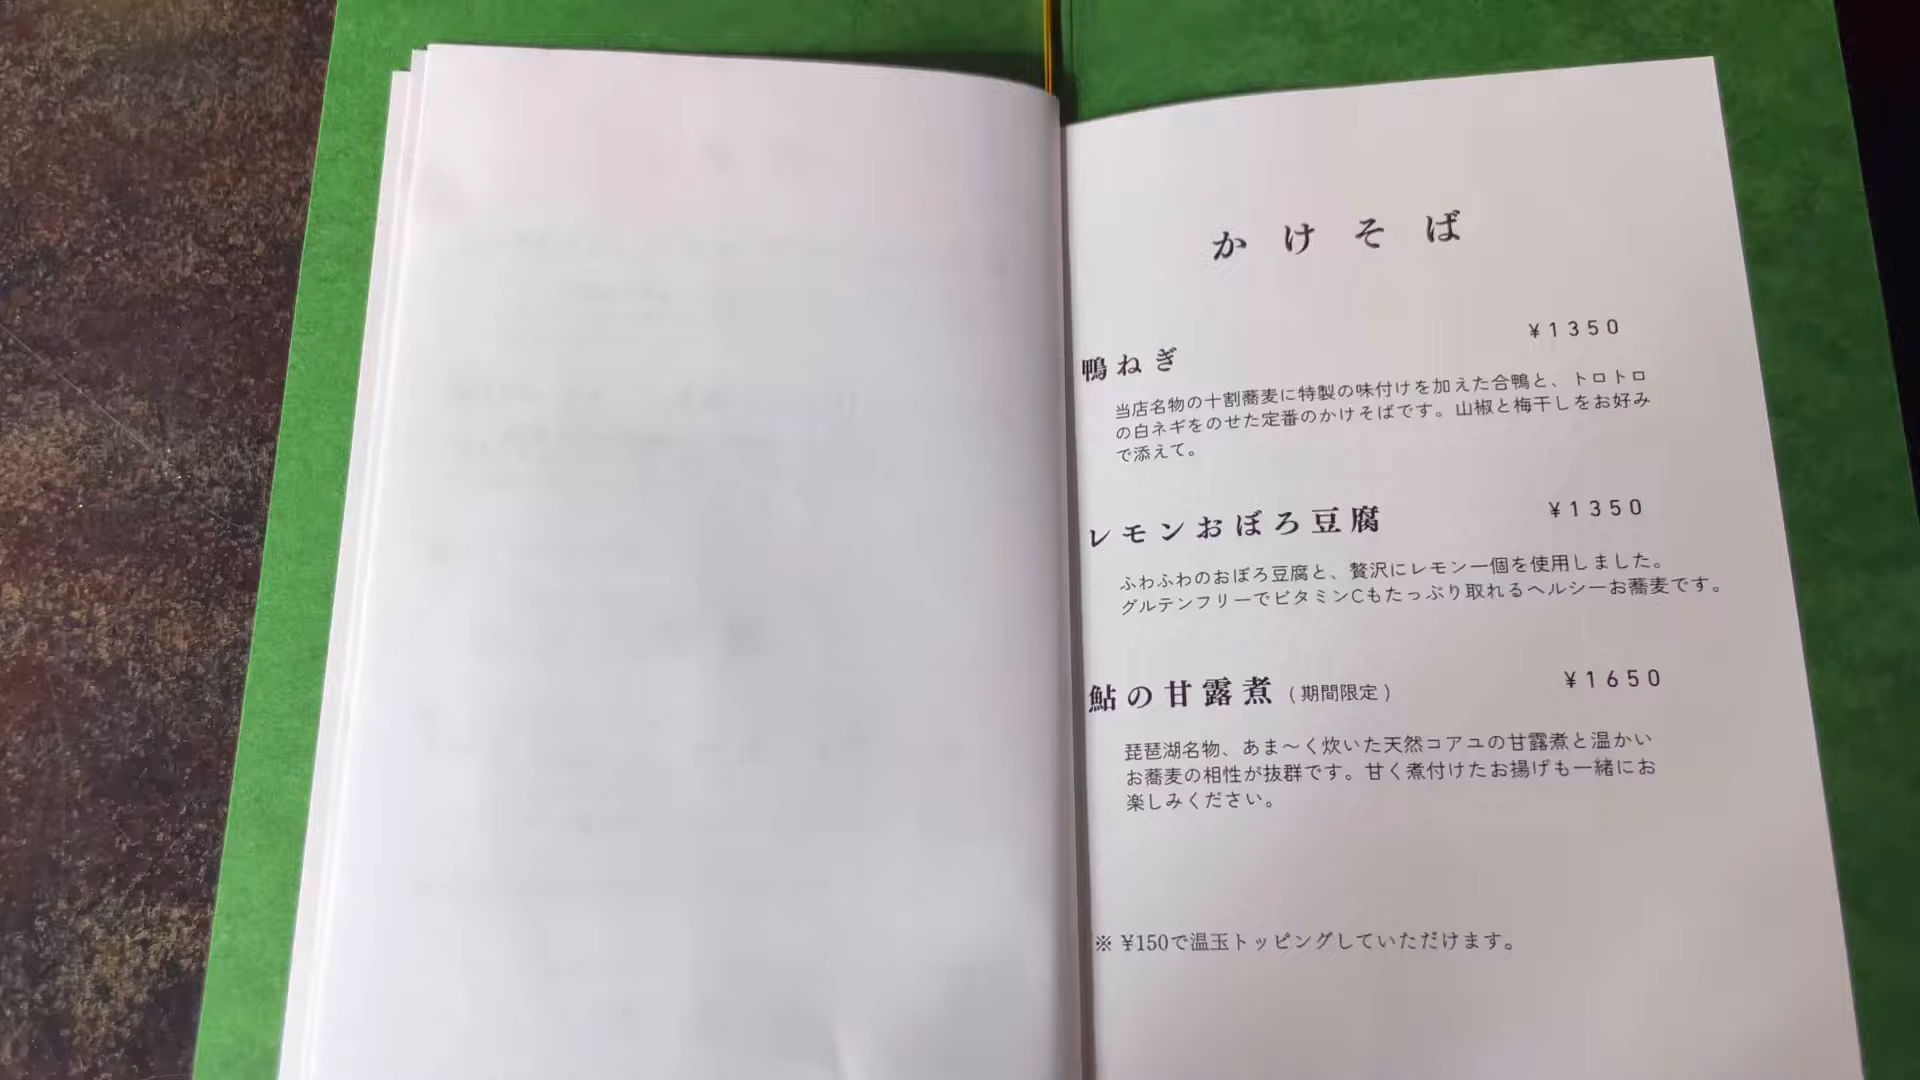 かけそば
¥1350
鴨ねぎ
当店名物の十割蕎麦に特製の味付けを加えた合鴨と、トロトロ
の白ネギをのせた定番のかけそばです。山椒と梅干しをお好み
で添えて。
レモンおぼろ豆腐 ¥1350
ふわふわのおぼろ豆腐と、贅沢にレモン一個を使用しました。
グルテンフリーでビタミンCもたっぷり取れるヘルシーお蕎麦です。
鮎の甘露煮(期間限定) ¥1650
琵琶湖名物、あま〜く炊いた天然コアユの甘露煮と温かい
お蕎麦の相性が抜群です。甘く煮付けたお揚げも一緒にお
楽しみください。
※ ¥150で温玉トッピングしていただけます。